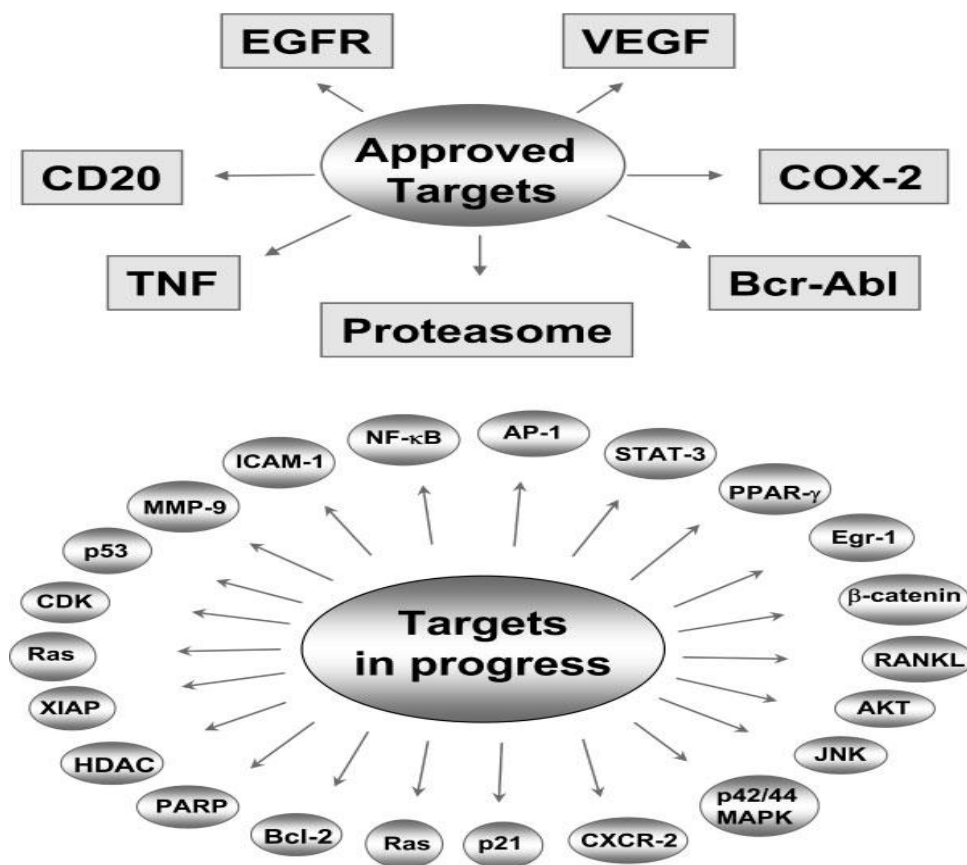 EGFR
VEGF
Approved
Targets
CD20
COX-2
TNF
Bcr-Abl
Proteasome
NF-κB
AP-1
STAT-3
ICAM-1
PPAR-γ
MMP-9
Egr-1
p53
β-catenin
CDK
Targets
in progress
Ras
RANKL
XIAP
AKT
HDAC
JNK
PARP
p42/44
MAPK
Bcl-2
Ras
p21
CXCR-2